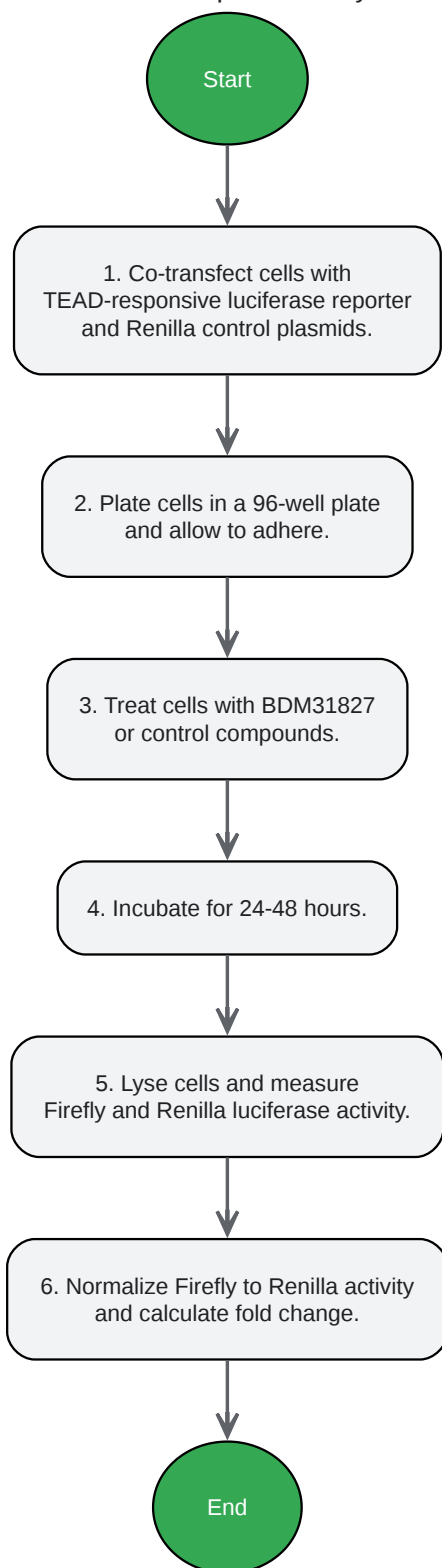 Start
1. Co-transfect cells with
TEAD-responsive luciferase reporter
and Renilla control plasmids.
2. Plate cells in a 96-well plate
and allow to adhere.
3. Treat cells with BDM31827
or control compounds.
4. Incubate for 24-48 hours.
5. Lyse cells and measure
Firefly and Renilla luciferase activity.
6. Normalize Firefly to Renilla activity
and calculate fold change.
End